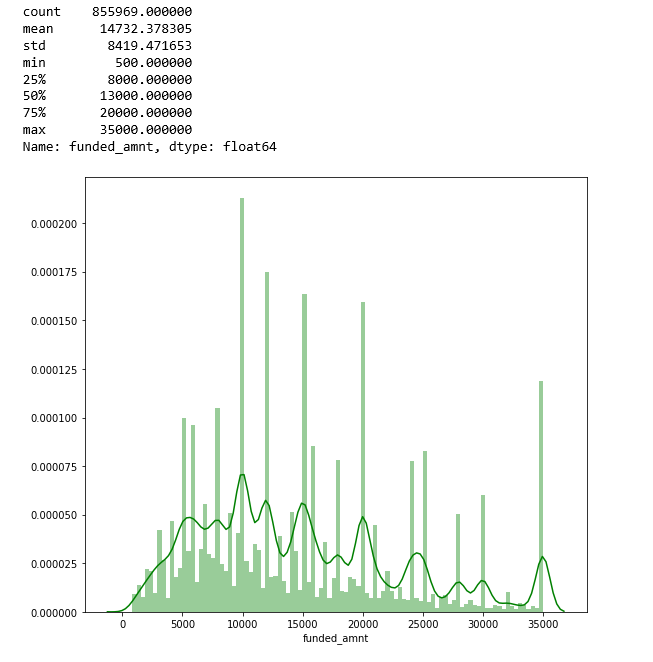 count 855969.000000
mean 14732.378305
std 8419.471653
min 500.000000
25% 8000.000000
50% 13000.000000
75% 20000.000000
max 35000.000000
Name: funded_amnt, dtype: float64
0.000200
0.000175
0.000150
0.000125
0.000100
0.000075
0.000050
0.000025
0.000000
0 5000 10000 15000 20000 25000 30000 35000
funded_amnt